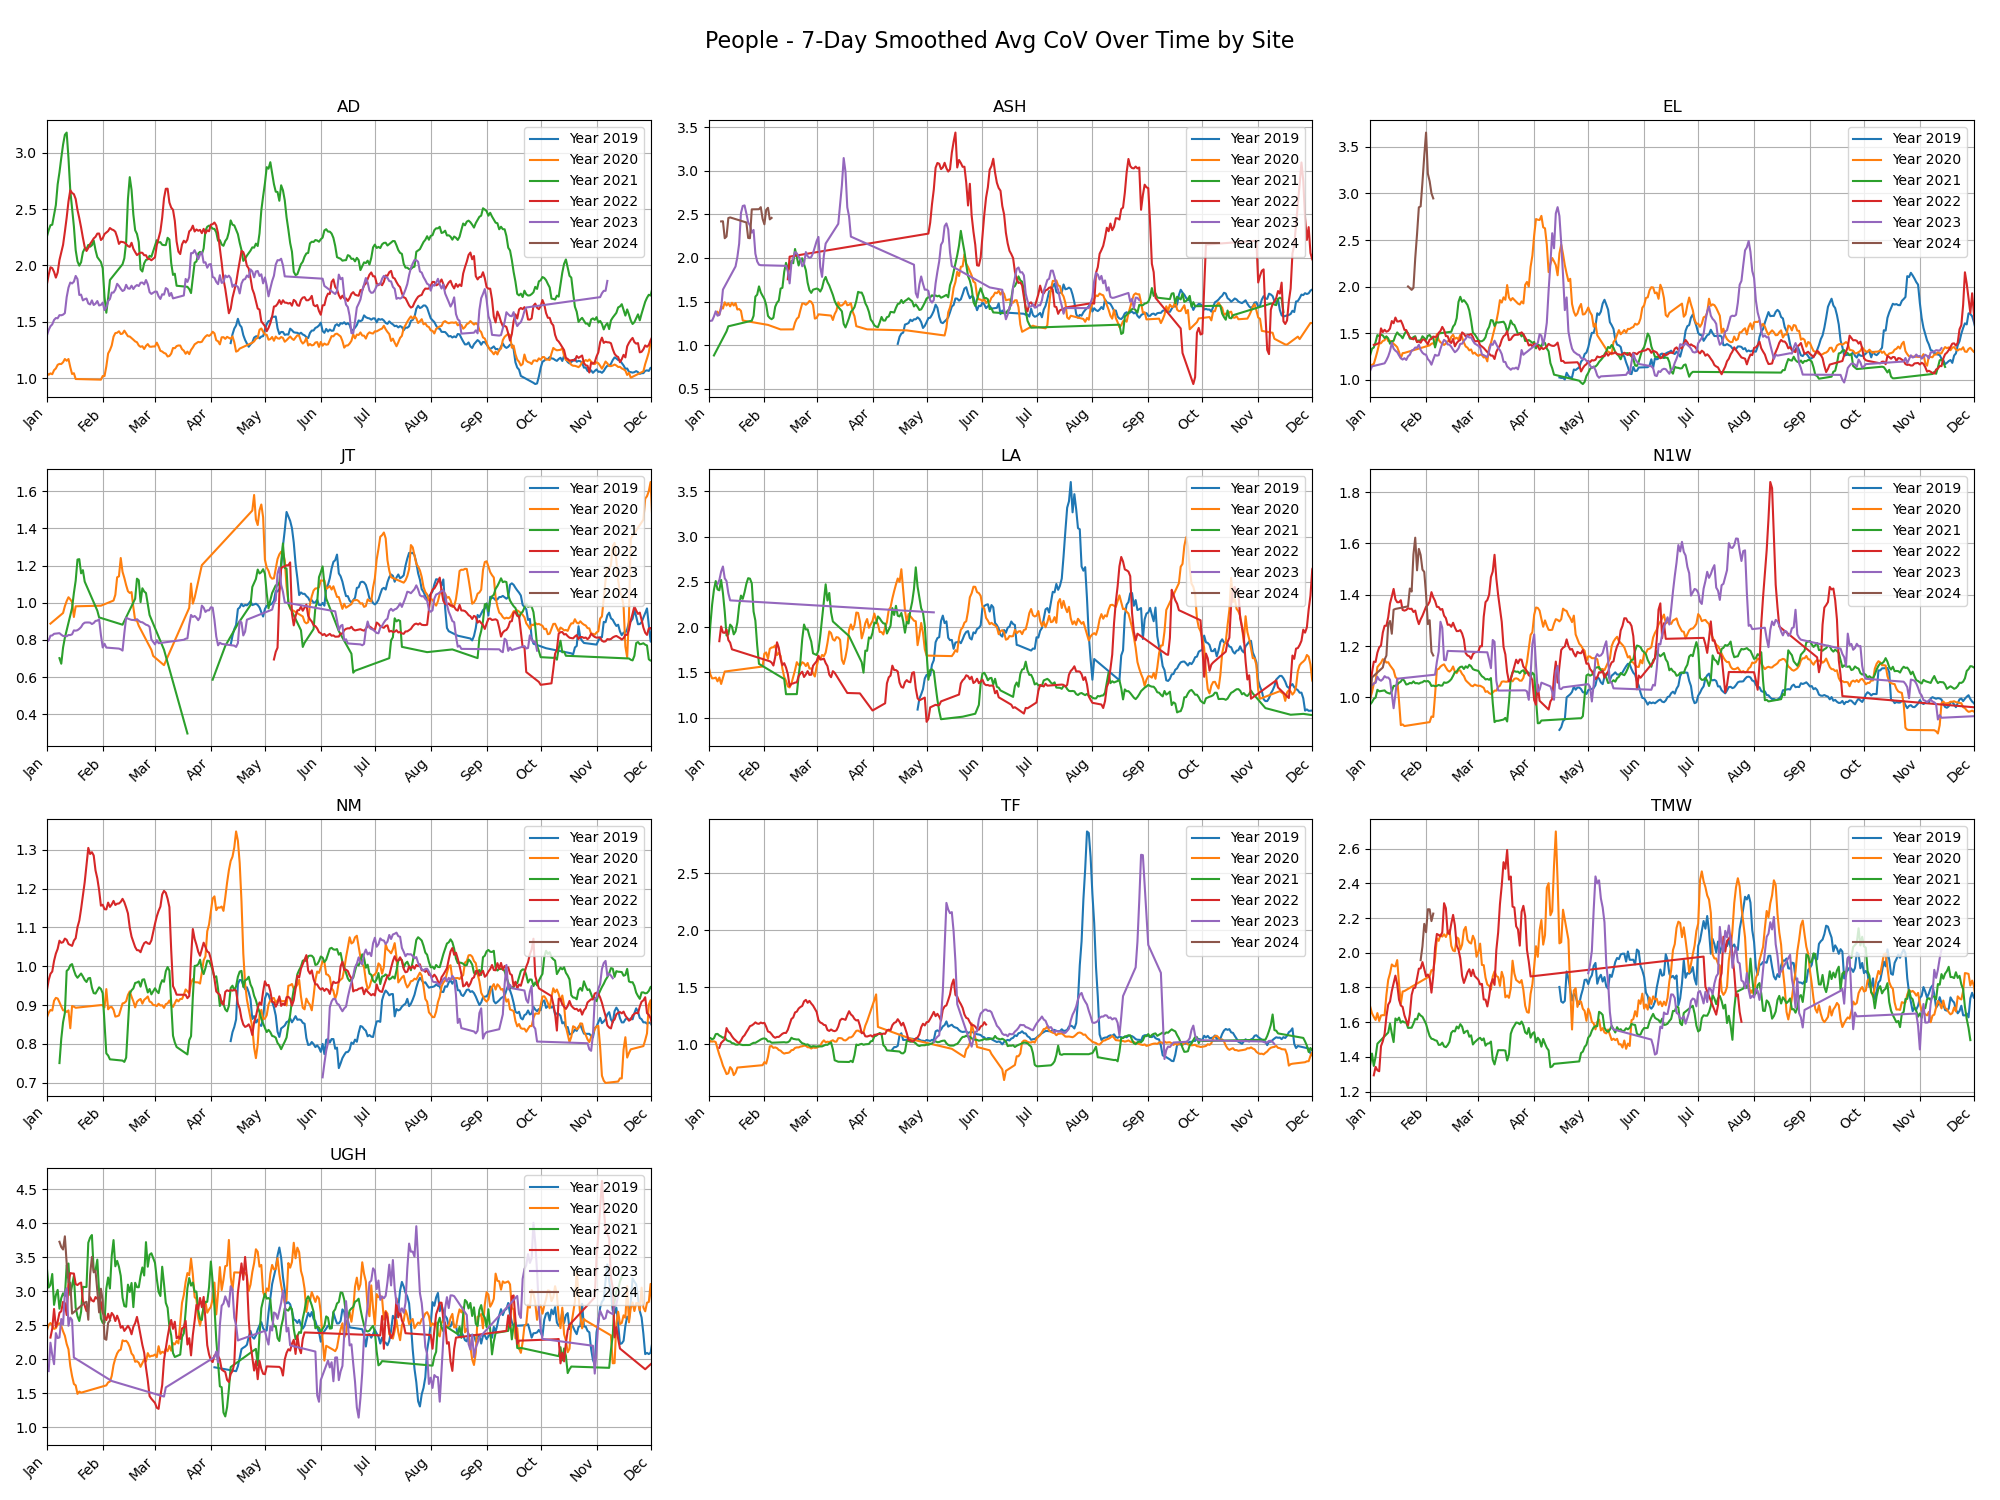 People - 7-Day Smoothed Avg CoV Over Time by Site
AD
3.0
2.5
2.0
1.5
1.0
Year 2019
Year 2020
Year 2021
Year 2022
Year 2023
Year 2024
Jan Feb Mar Apr May Jun Jul Aug Sep Oct Nov Dec
ASH
3.5
3.0
2.5
2.0
1.5
1.0
0.5
Year 2019
Year 2020
Year 2021
Year 2022
Year 2023
Year 2024
Jan Feb Mar Apr May Jun Jul Aug Sep Oct Nov Dec
EL
3.5
3.0
2.5
2.0
1.5
1.0
Year 2019
Year 2020
Year 2021
Year 2022
Year 2023
Year 2024
Jan Feb Mar Apr May Jun Jul Aug Sep Oct Nov Dec
JT
1.6
1.4
1.2
1.0
0.8
0.6
0.4
Year 2019
Year 2020
Year 2021
Year 2022
Year 2023
Year 2024
Jan Feb Mar Apr May Jun Jul Aug Sep Oct Nov Dec
LA
3.5
3.0
2.5
2.0
1.5
1.0
Year 2019
Year 2020
Year 2021
Year 2022
Year 2023
Year 2024
Jan Feb Mar Apr May Jun Jul Aug Sep Oct Nov Dec
N1W
1.8
1.6
1.4
1.2
1.0
Year 2019
Year 2020
Year 2021
Year 2022
Year 2023
Year 2024
Jan Feb Mar Apr May Jun Jul Aug Sep Oct Nov Dec
NM
1.3
1.2
1.1
1.0
0.9
0.8
0.7
Year 2019
Year 2020
Year 2021
Year 2022
Year 2023
Year 2024
Jan Feb Mar Apr May Jun Jul Aug Sep Oct Nov Dec
TF
2.5
2.0
1.5
1.0
Year 2019
Year 2020
Year 2021
Year 2022
Year 2023
Year 2024
Jan Feb Mar Apr May Jun Jul Aug Sep Oct Nov Dec
TMW
2.6
2.4
2.2
2.0
1.8
1.6
1.4
1.2
Year 2019
Year 2020
Year 2021
Year 2022
Year 2023
Year 2024
Jan Feb Mar Apr May Jun Jul Aug Sep Oct Nov Dec
UGH
4.5
4.0
3.5
3.0
2.5
2.0
1.5
1.0
Year 2019
Year 2020
Year 2021
Year 2022
Year 2023
Year 2024
Jan Feb Mar Apr May Jun Jul Aug Sep Oct Nov Dec